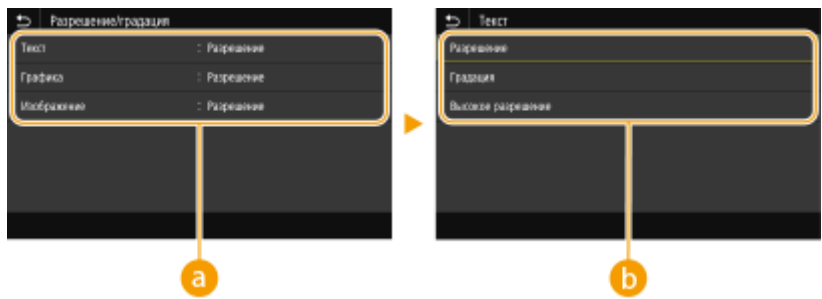 Разрешение/градация
Текст : Разрешение
Графика : Разрешение
Изображение : Разрешение
a
Текст
Разрешение
Градация
Высокое разрешение
b